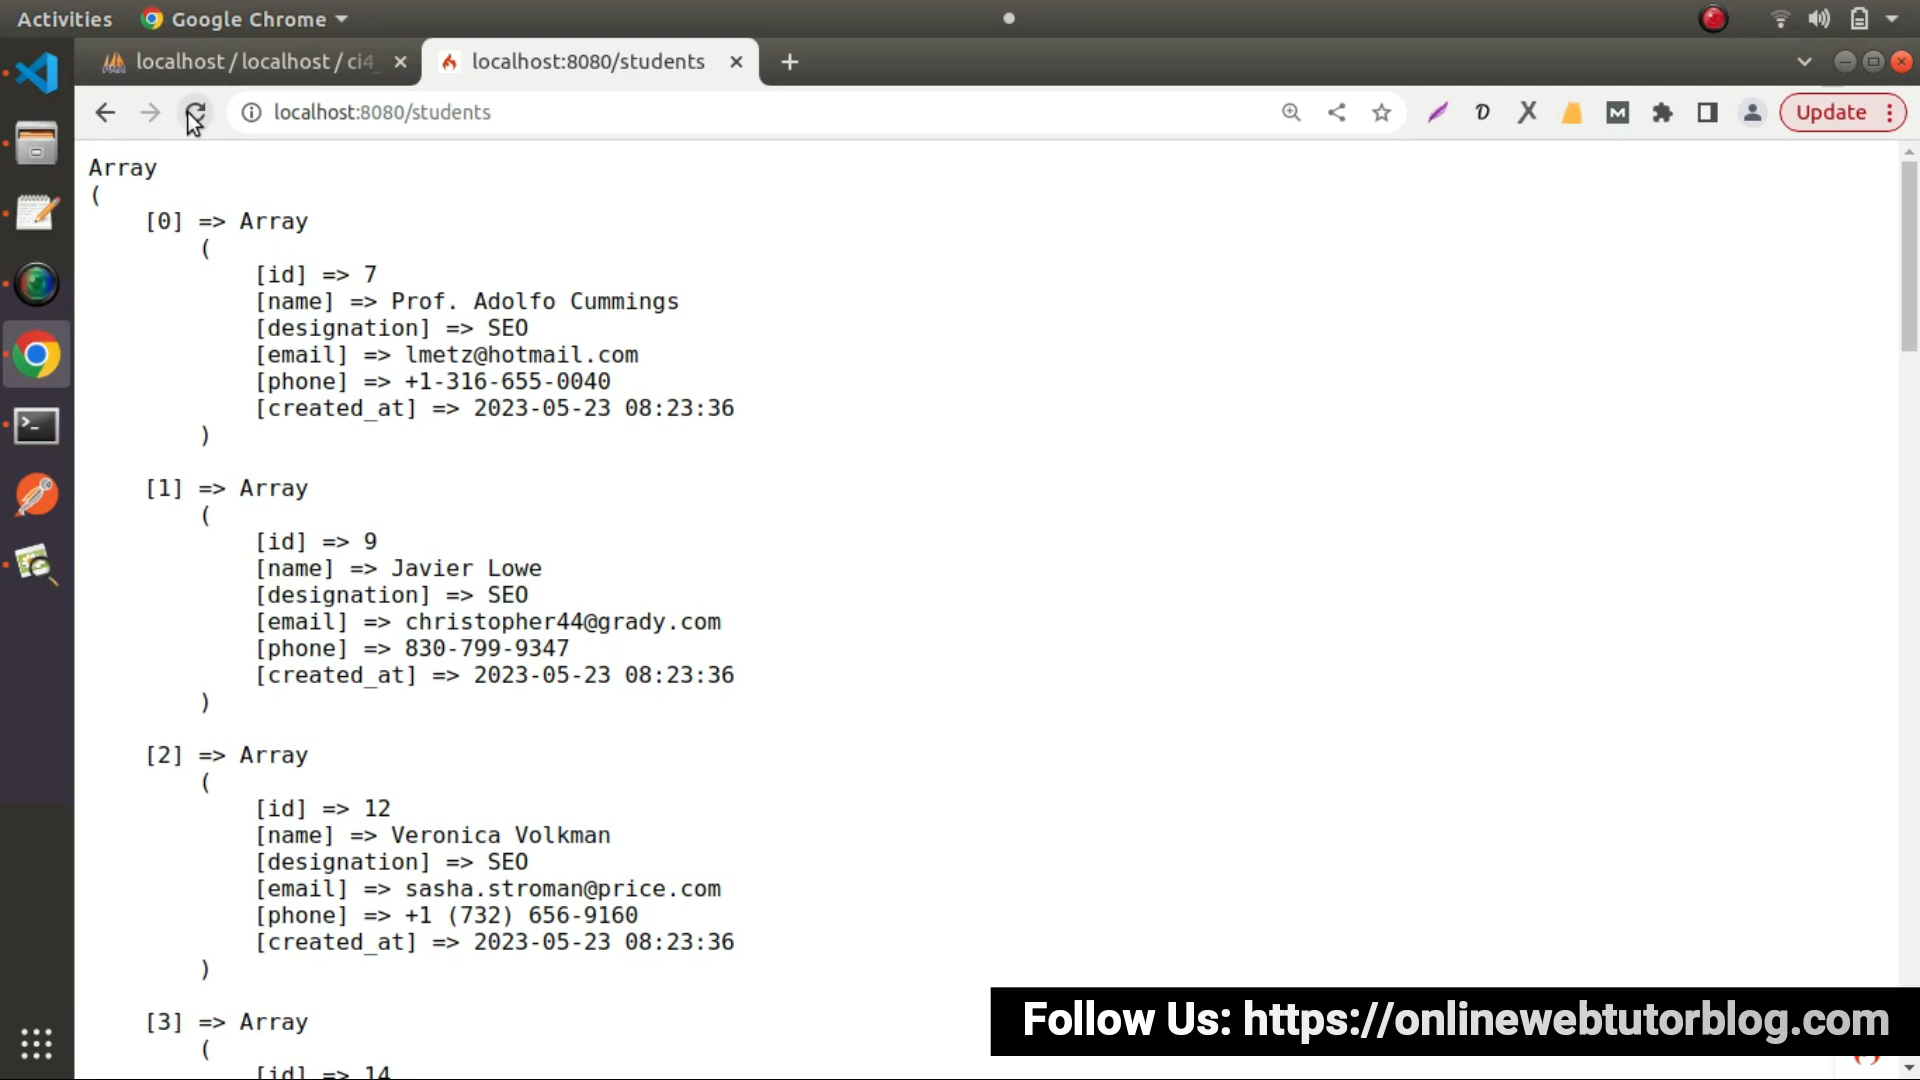 Activities
Google Chrome
localhost / localhost / ci4_
localhost:8080/students
localhost:8080/students
Update
Array
(
[0] => Array
(
[id] => 7
[name] => Prof. Adolfo Cummings
[designation] => SEO
[email] => lmetz@hotmail.com
[phone] => +1-316-655-0040
[created_at] => 2023-05-23 08:23:36
)
[1] => Array
(
[id] => 9
[name] => Javier Lowe
[designation] => SEO
[email] => christopher44@grady.com
[phone] => 830-799-9347
[created_at] => 2023-05-23 08:23:36
)
[2] => Array
(
[id] => 12
[name] => Veronica Volkman
[designation] => SEO
[email] => sasha.stroman@price.com
[phone] => +1 (732) 656-9160
[created_at] => 2023-05-23 08:23:36
)
[3] => Array
(
[id] => 14
Follow Us: https://onlinewebtutorblog.com